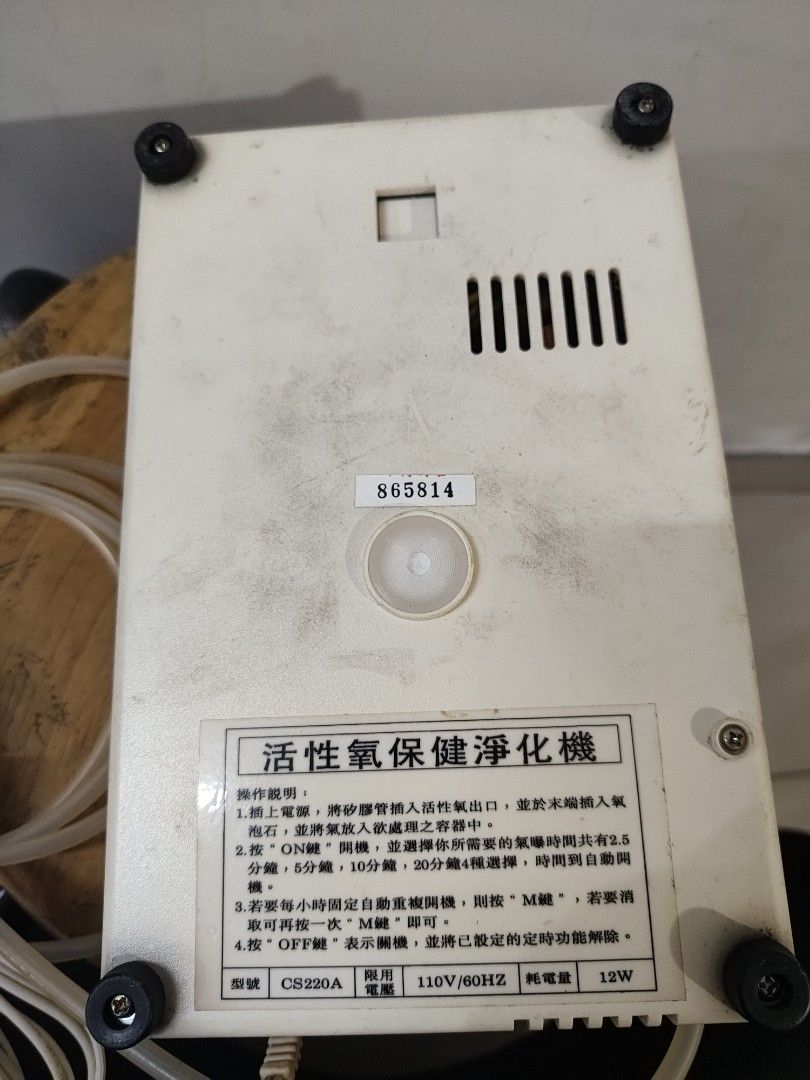 865814
活性氧保健淨化機
操作說明：
1.插上電源，將矽膠管插入活性氧出口，並於末端插入氧
泡石，並將氣放入欲處理之容器中。
2.按“ON鍵”開機，並選擇你所需要的氣曝時間共有2.5
分鐘，5分鐘，10分鐘，20分鐘4種選擇，時間到自動開
機。
3.若要每小時固定自動重複開機，則按“M鍵”，若要消
取可再按一次“M鍵”即可。
4.按“OFF鍵”表示關機，並將已設定的定時功能解除。
型號 CS220A 限用電壓 110V/60HZ 耗電量 12W